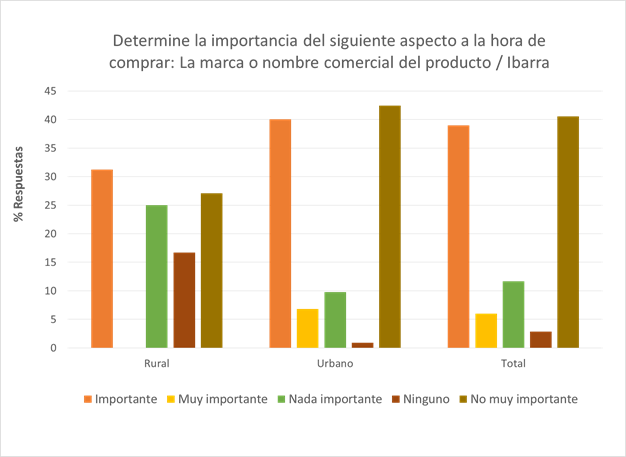 Determine la importancia del siguiente aspecto a la hora de
comprar: La marca o nombre comercial del producto / Ibarra
45
40
35
30
25
20
15
10
5
0
% Respuestas
Rural Urbano Total
Importante Muy importante Nada importante Ninguno No muy importante